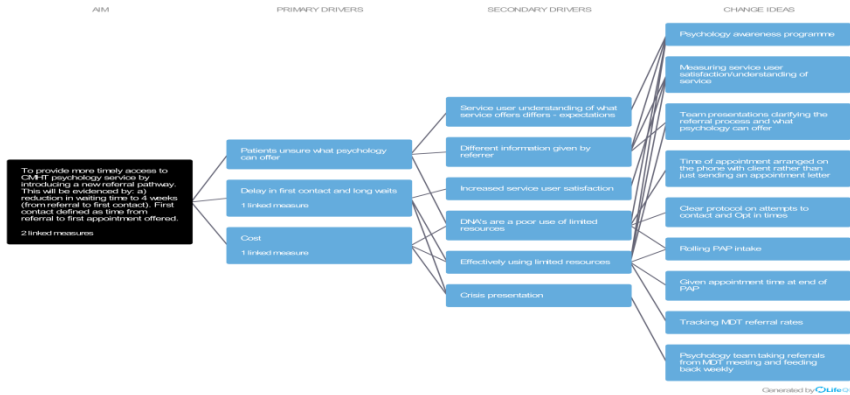 AIM
PRIMARY DRIVERS
SECONDARY DRIVERS
CHANGE IDEAS
To provide more timely access to
CMHT psychology service by
introducing a new referral pathway.
This will be evidenced by: a)
reduction in waiting time to 4 weeks
(from referral to first contact). First
contact defined as time from
referral to first appointment offered.
2 linked measures
Patients unsure what psychology
can offer
Delay in first contact and long waits
1 linked measure
Cost
1 linked measure
Service user understanding of what
service offers differs - expectations
Different information given by
referrer
Increased service user satisfaction
DNA's are a poor use of limited
resources
Effectively using limited resources
Crisis presentation
Psychology awareness programme
Measuring service user
satisfaction/understanding of
service
Team presentations clarifying the
referral process and what
psychology can offer
Time of appointment arranged on
the phone with client rather than
just sending an appointment letter
Clear protocol on attempts to
contact and Opt in times
Rolling PAP intake
Given appointment time at end of
PAP
Tracking MDT referral rates
Psychology team taking referrals
from MDT meeting and feeding
back weekly
Generated by LifeQI